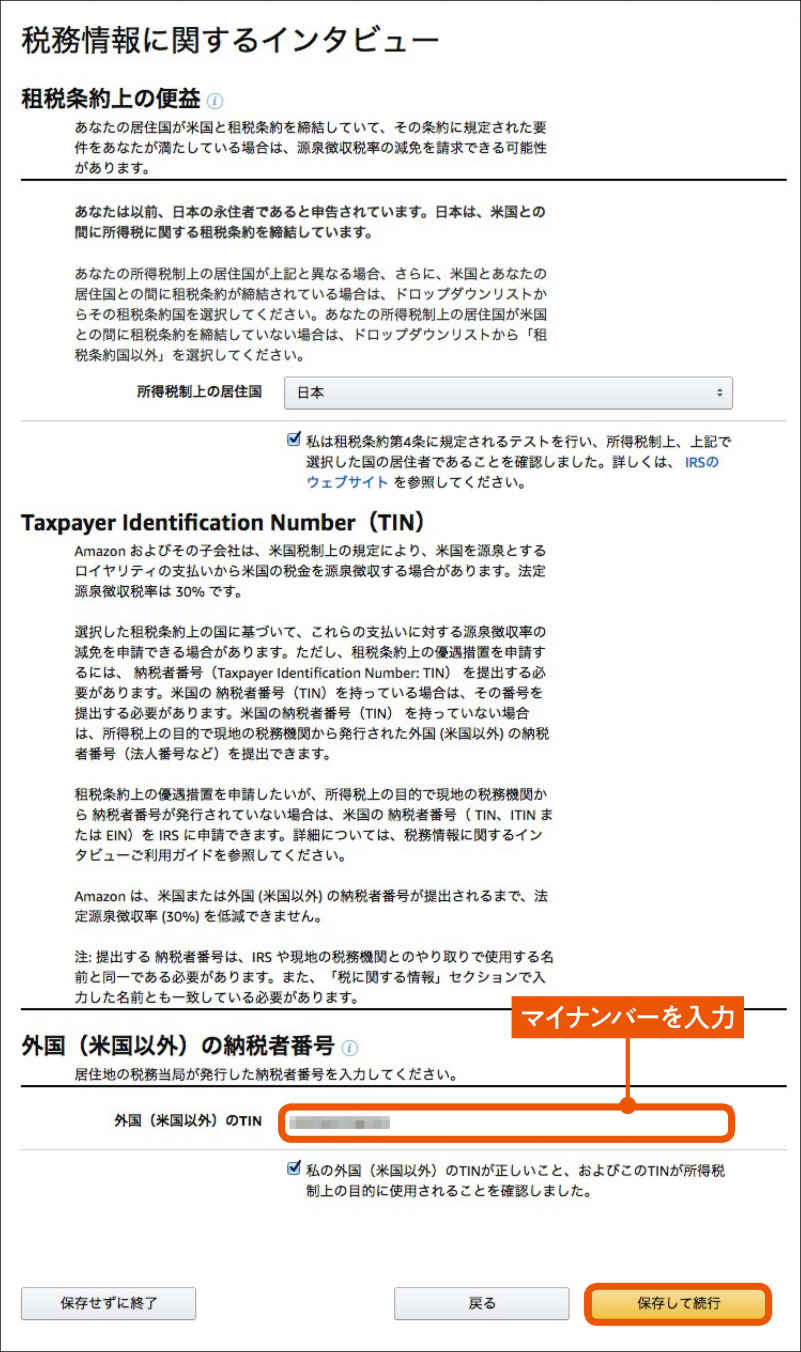 税務情報に関するインタビュー
租税条約上の便益
あなたの居住国が米国と租税条約を締結していて、その条約に規定された要
件をあなたが満たしている場合は、源泉徴収税率の減免を請求できる可能性
があります。
あなたは以前、日本の永住者であると申告されています。日本は、米国との
間に所得税に関する租税条約を締結しています。
あなたの所得税制上の居住国が上記と異なる場合、さらに、米国とあなたの
居住国との間に租税条約が締結されている場合は、ドロップダウンリストか
らその租税条約国を選択してください。あなたの所得税制上の居住国が米国
との間に租税条約を締結していない場合は、ドロップダウンリストから「租
税条約国以外」を選択してください。
所得税制上の居住国 日本
私は租税条約第4条に規定されるテストを行い、所得税制上、上記で
選択した国の居住者であることを確認しました。詳しくは、 IRSの
ウェブサイト を参照してください。
Taxpayer Identification Number（TIN）
Amazon およびその子会社は、米国税制上の規定により、米国を源泉とする
ロイヤリティの支払いから米国の税金を源泉徴収する場合があります。法定
源泉徴収税率は 30% です。
選択した租税条約上の国に基づいて、これらの支払いに対する源泉徴収率の
減免を申請できる場合があります。ただし、租税条約上の優遇措置を申請す
るには、 納税者番号（Taxpayer Identification Number: TIN） を提出する必
要があります。米国の 納税者番号（TIN）を持っている場合は、その番号を
提出する必要があります。米国の納税者番号（TIN） を持っていない場合
は、所得税上の目的で現地の税務機関から発行された外国 (米国以外) の納税
者番号（法人番号など）を提出できます。
租税条約上の優遇措置を申請したいが、所得税上の目的で現地の税務機関か
ら 納税者番号が発行されていない場合は、米国の 納税者番号（ TIN、ITIN ま
たは EIN）を IRS に申請できます。詳細については、税務情報に関するイン
タビューご利用ガイドを参照してください。
Amazon は、米国または外国 (米国以外) の納税者番号が提出されるまで、法
定源泉徴収率 (30%) を低減できません。
注: 提出する 納税者番号は、IRS や現地の税務機関とのやり取りで使用する名
前と同一である必要があります。また、「税に関する情報」セクションで入
力した名前とも一致している必要があります。
マイナンバーを入力
外国（米国以外）の納税者番号
居住地の税務当局が発行した納税者番号を入力してください。
外国（米国以外）のTIN
私の外国（米国以外）のTINが正しいこと、およびこのTINが所得税
制上の目的に使用されることを確認しました。
保存せずに終了 戻る 保存して続行